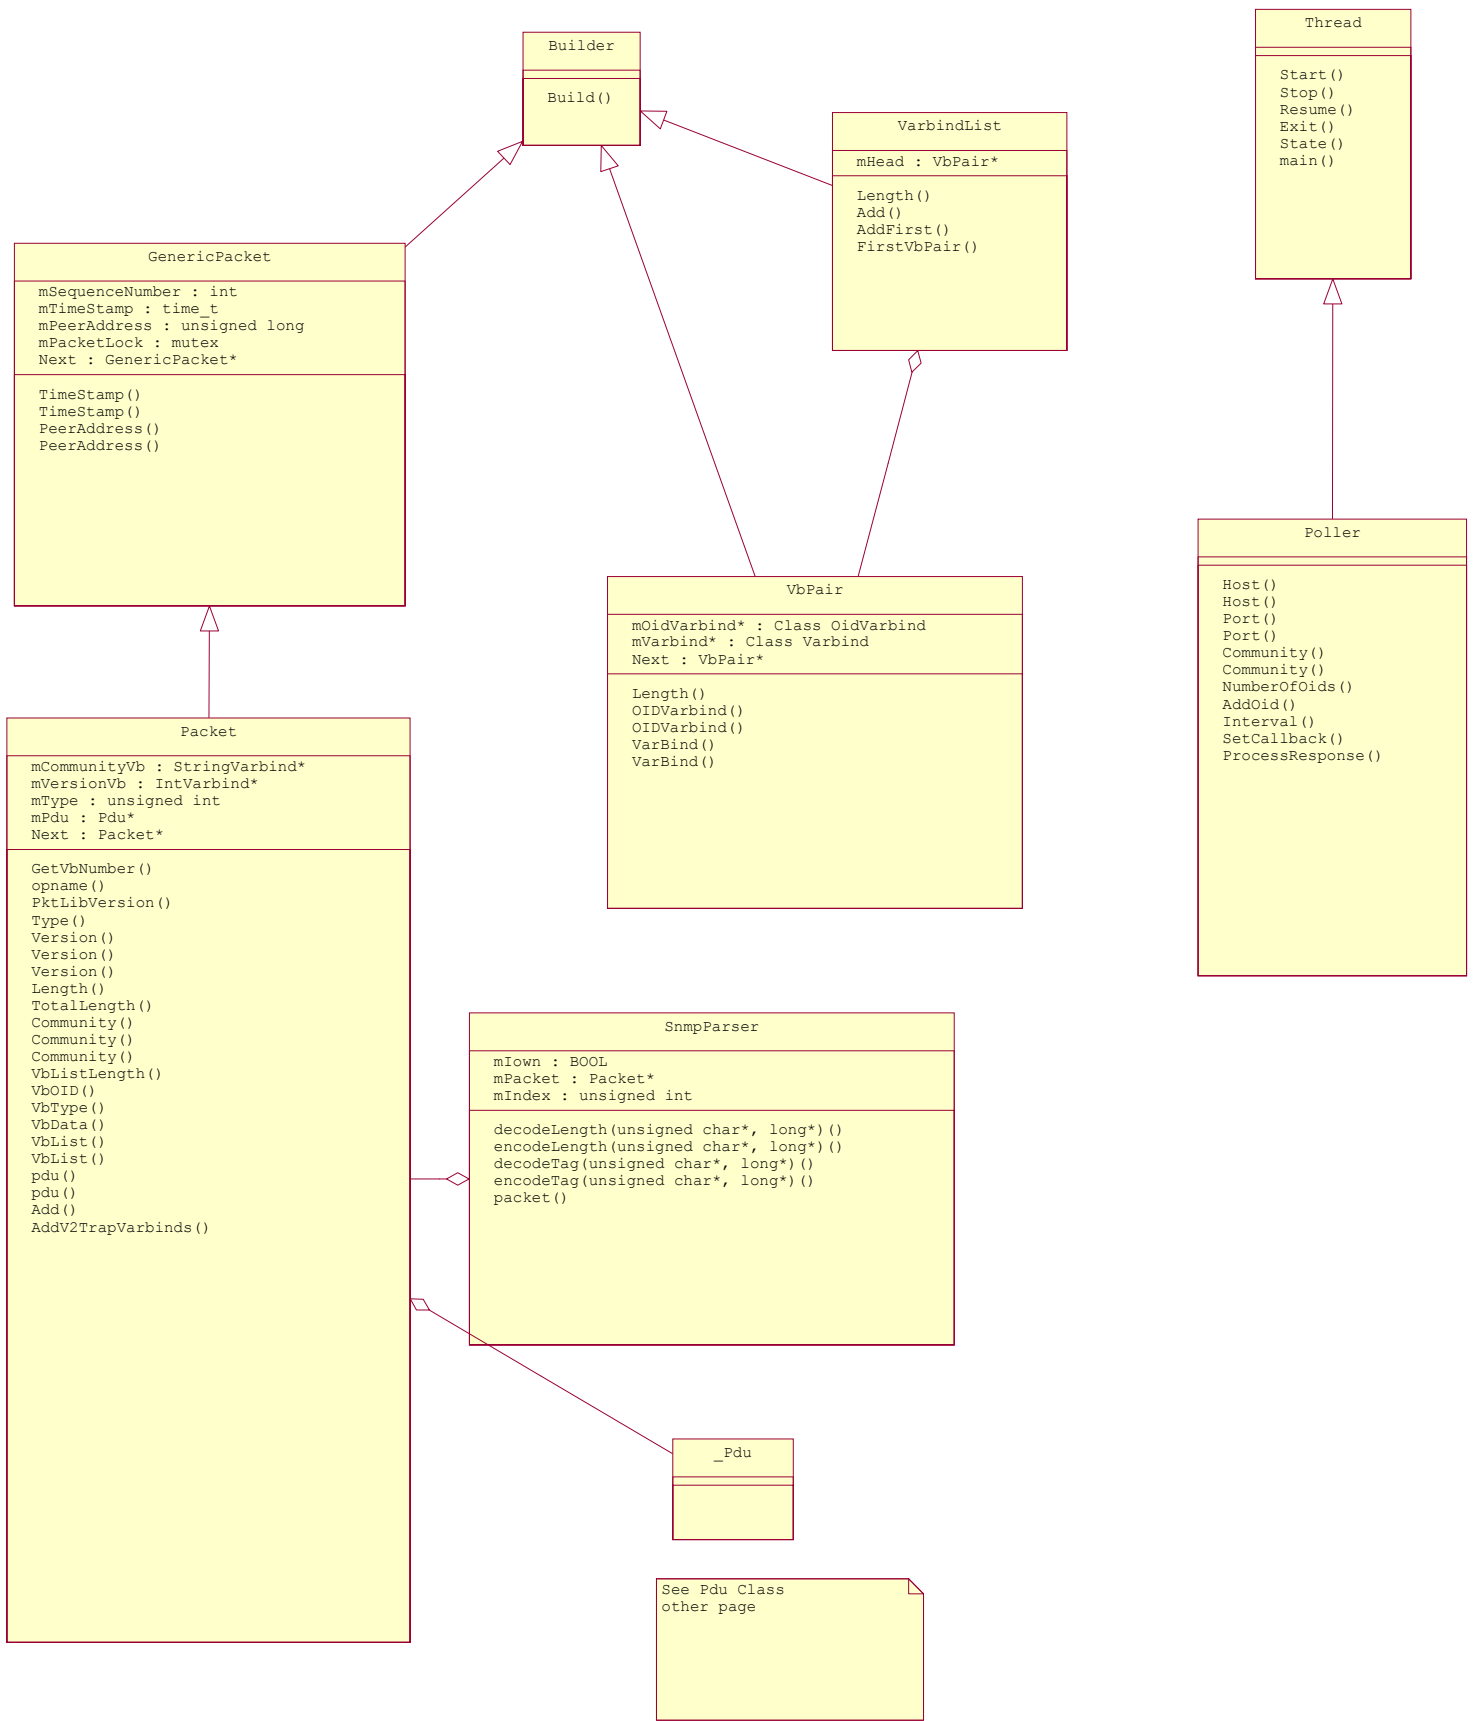 Builder
Build()
Thread
Start()
Stop()
Resume()
Exit()
State()
main()
VarbindList
mHead : VbPair*
Length()
Add()
AddFirst()
FirstVbPair()
GenericPacket
mSequenceNumber : int
mTimeStamp : time_t
mPeerAddress : unsigned long
mPacketLock : mutex
Next : GenericPacket*
TimeStamp()
TimeStamp()
PeerAddress()
PeerAddress()
VbPair
mOidVarbind* : Class OidVarbind
mVarbind* : Class Varbind
Next : VbPair*
Length()
OIDVarbind()
OIDVarbind()
VarBind()
VarBind()
Poller
Host()
Host()
Port()
Port()
Community()
Community()
NumberOfOids()
AddOid()
Interval()
SetCallback()
ProcessResponse()
Packet
mCommunityVb : StringVarbind*
mVersionVb : IntVarbind*
mType : unsigned int
mPdu : Pdu*
Next : Packet*
GetVbNumber()
opname()
PktLibVersion()
Type()
Version()
Version()
Version()
Length()
TotalLength()
Community()
Community()
Community()
VbListLength()
VbOID()
VbType()
VbData()
VbList()
VbList()
pdu()
pdu()
Add()
AddV2TrapVarbinds()
SnmpParser
mIown : BOOL
mPacket : Packet*
mIndex : unsigned int
decodeLength(unsigned char*, long*)()
encodeLength(unsigned char*, long*)()
decodeTag(unsigned char*, long*)()
encodeTag(unsigned char*, long*)()
packet()
_Pdu
See Pdu Class
other page